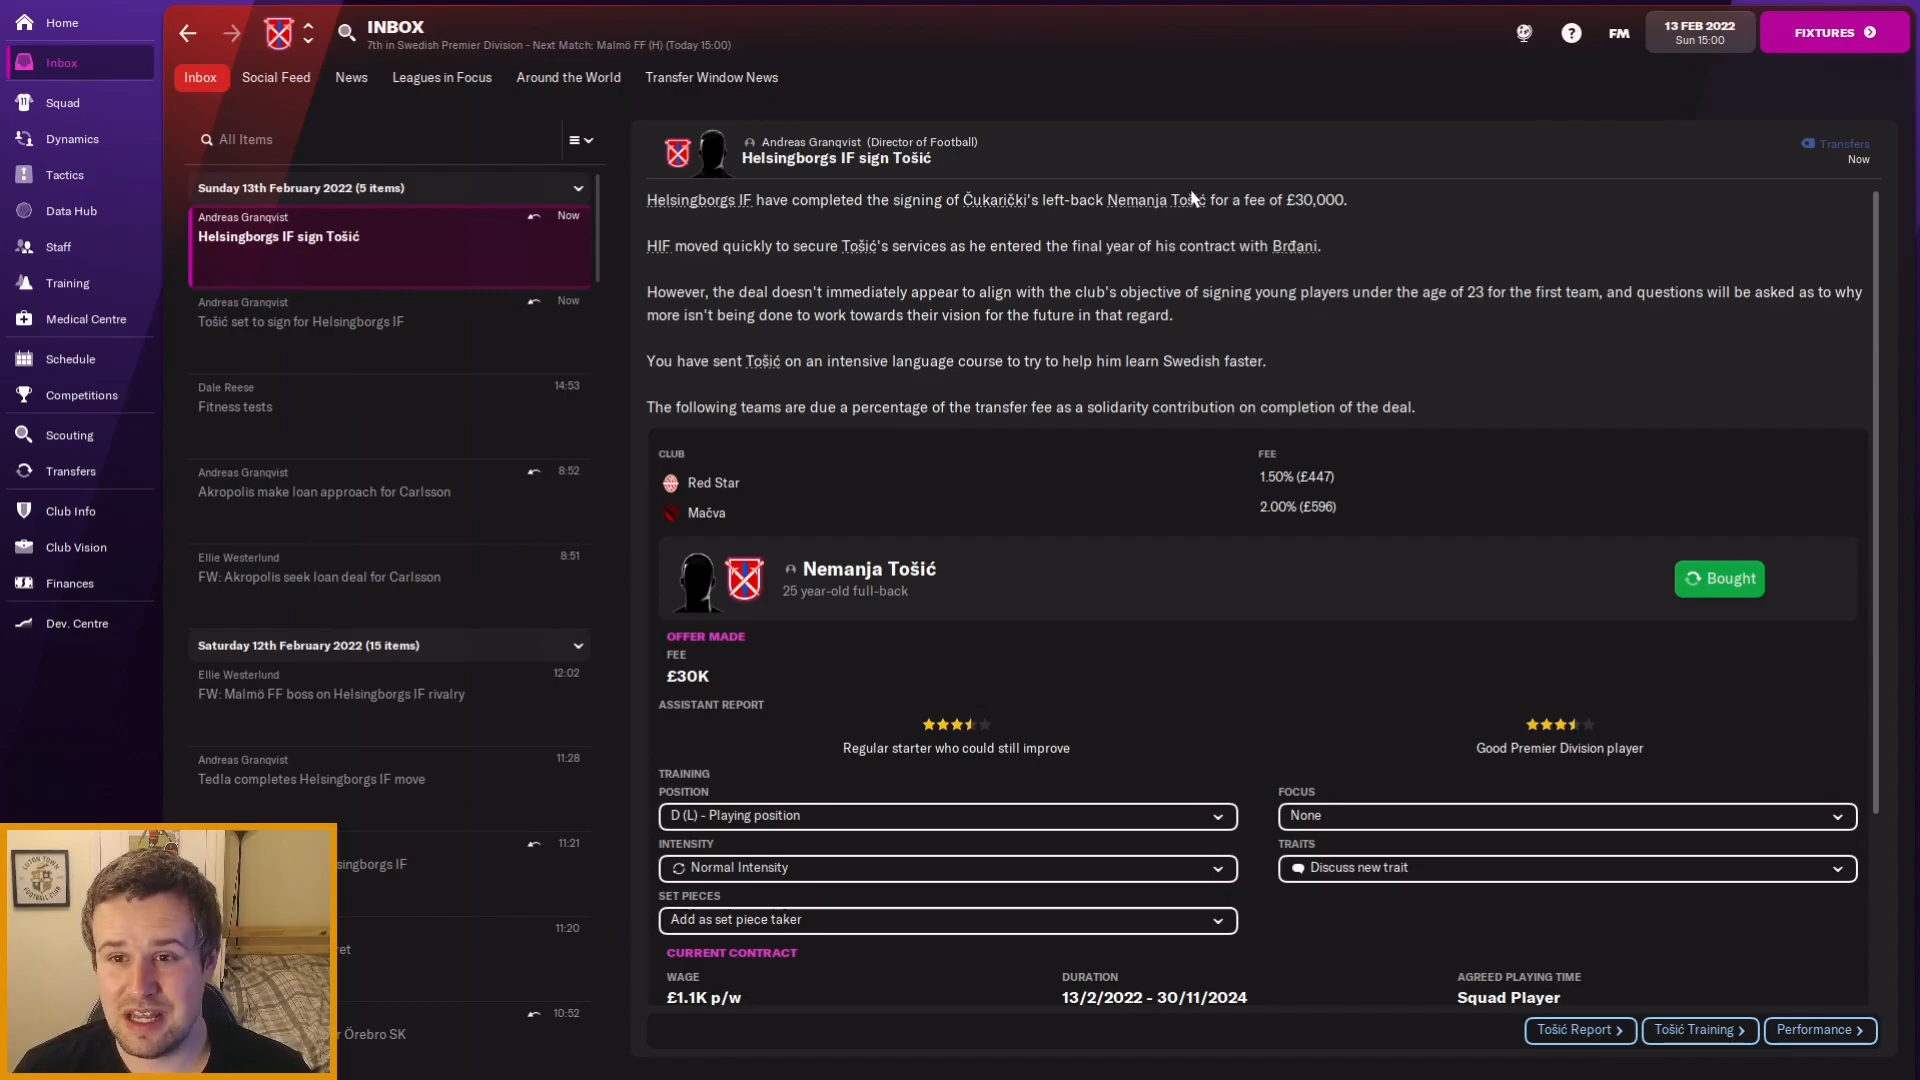 Home
Inbox
Squad
Dynamics
Tactics
Data Hub
Staff
Training
Medical Centre
Schedule
Competitions
Scouting
Transfers
Club Info
Club Vision
Finances
Dev. Centre
INBOX
7th in Swedish Premier Division - Next Match: Malmö FF (H) (Today 15:00)
FM
13 FEB 2022
Sun 15:00
FIXTURES
Inbox
Social Feed
News
Leagues in Focus
Around the World
Transfer Window News
All Items
Sunday 13th February 2022 (5 items)
Andreas Granqvist
Now
Helsingborgs IF sign Tošić
Andreas Granqvist
Now
Tošić set to sign for Helsingborgs IF
Dale Reese
14:53
Fitness tests
Andreas Granqvist
8:52
Akropolis make loan approach for Carlsson
Ellie Westerlund
8:51
FW: Akropolis seek loan deal for Carlsson
Saturday 12th February 2022 (15 items)
Ellie Westerlund
12:02
FW: Malmö FF boss on Helsingborgs IF rivalry
Andreas Granqvist
11:28
Tedla completes Helsingborgs IF move
11:21
singborgs IF
11:20
ret
10:52
r Örebro SK
LUTON TOWN
FOOTBALL CLUB
Andreas Granqvist (Director of Football)
Helsingborgs IF sign Tošić
Transfers
Now
Helsingborgs IF have completed the signing of Čukarički's left-back Nemanja Tošić for a fee of £30,000.
HIF moved quickly to secure Tošić's services as he entered the final year of his contract with Brđani.
However, the deal doesn't immediately appear to align with the club's objective of signing young players under the age of 23 for the first team, and questions will be asked as to why
more isn't being done to work towards their vision for the future in that regard.
You have sent Tošić on an intensive language course to try to help him learn Swedish faster.
The following teams are due a percentage of the transfer fee as a solidarity contribution on completion of the deal.
CLUB
FEE
Red Star
1.50% (£447)
Mačva
2.00% (£596)
Nemanja Tošić
25 year-old full-back
Bought
OFFER MADE
FEE
£30K
ASSISTANT REPORT
Regular starter who could still improve
Good Premier Division player
TRAINING
POSITION
FOCUS
D (L) - Playing position
None
INTENSITY
TRAITS
Normal Intensity
Discuss new trait
SET PIECES
Add as set piece taker
CURRENT CONTRACT
WAGE
DURATION
AGREED PLAYING TIME
£1.1K p/w
13/2/2022 - 30/11/2024
Squad Player
Tošić Report
Tošić Training
Performance